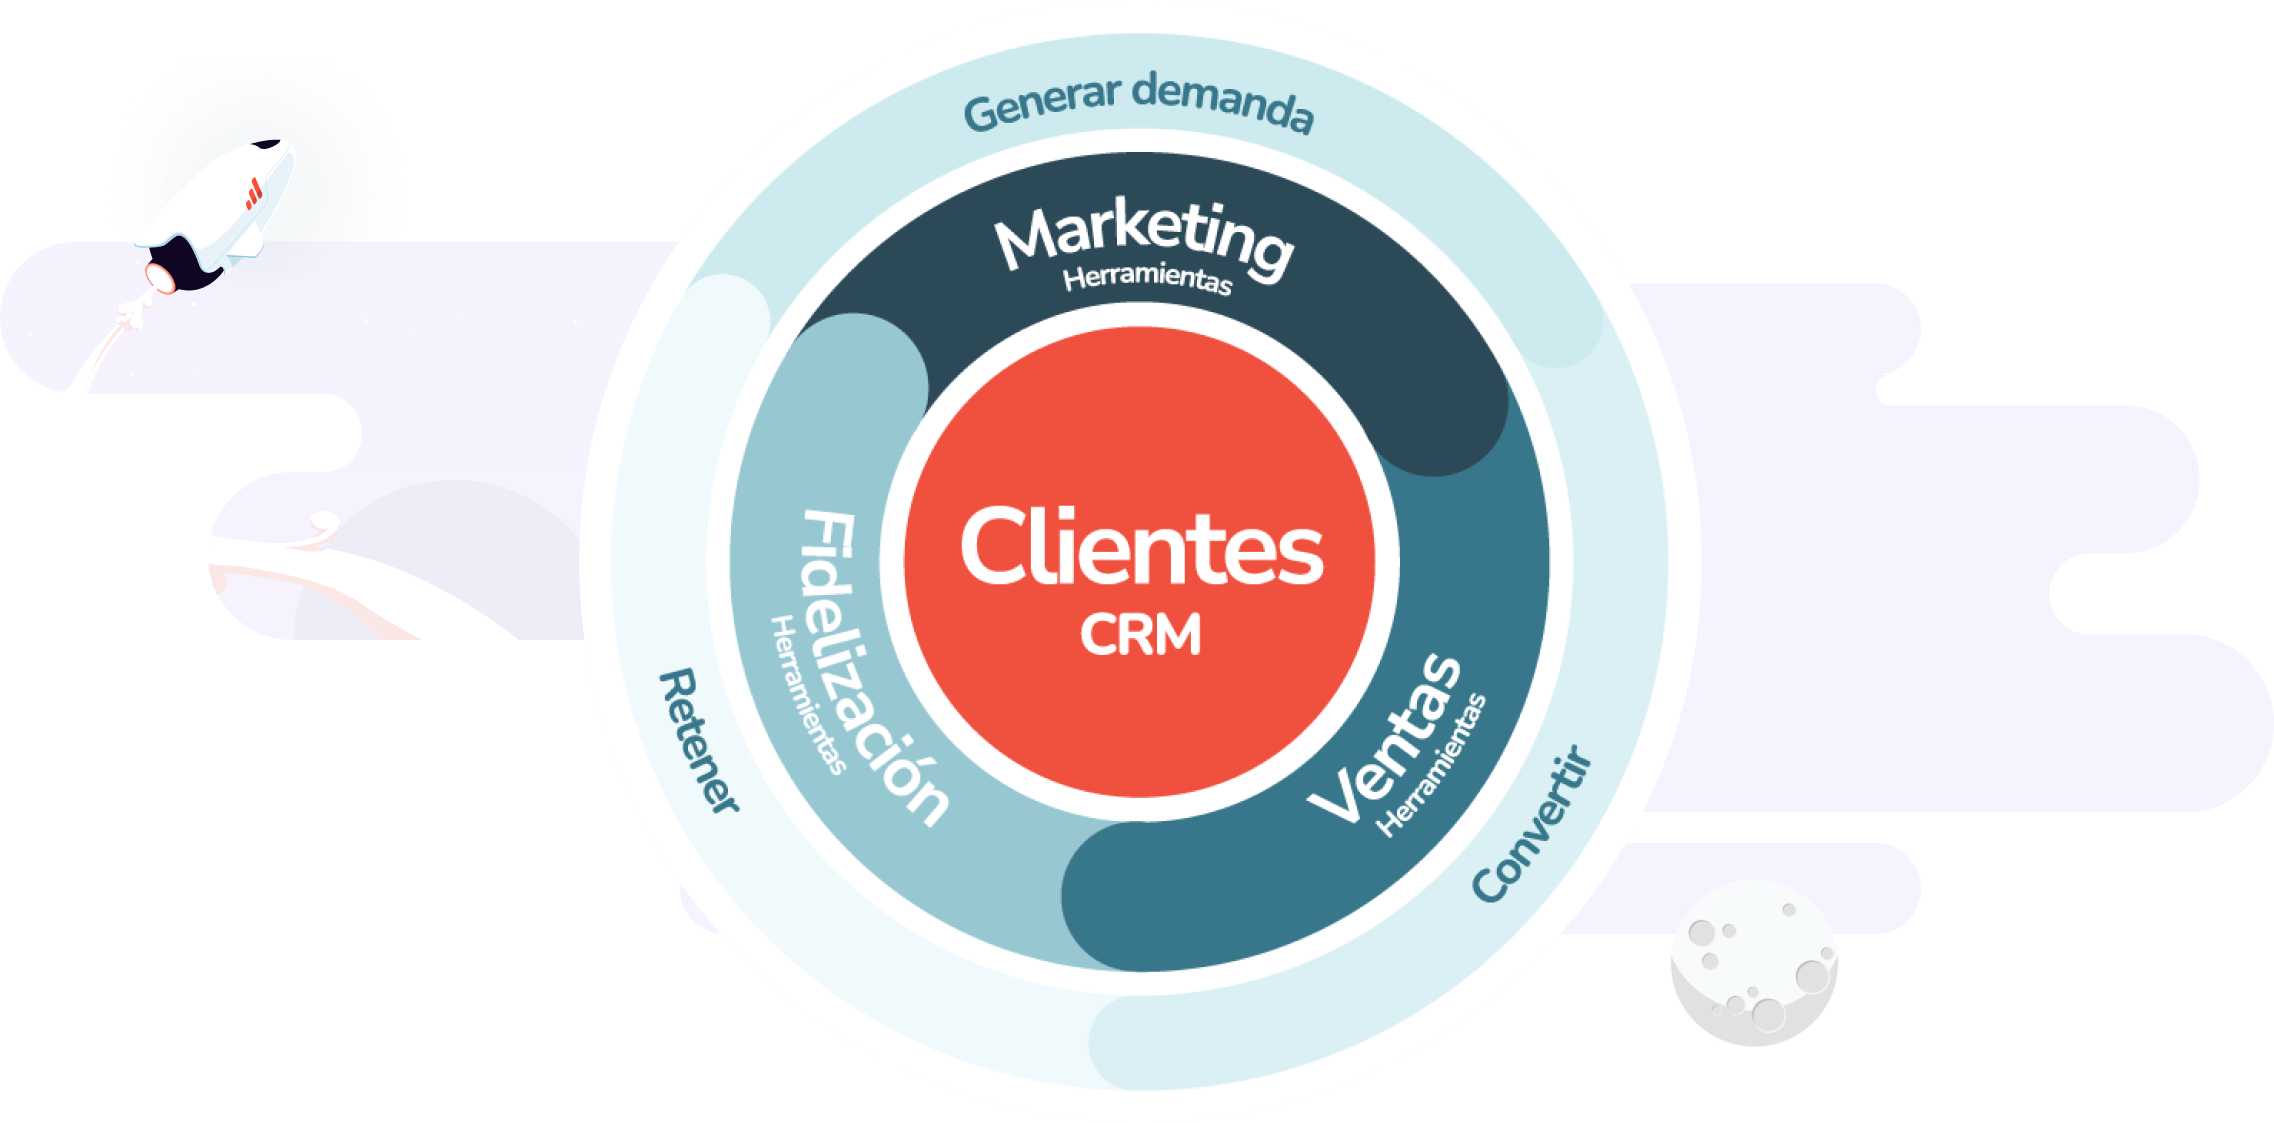 Generar demanda
Marketing
Herramientas
Clientes
CRM
Fidelización
Herramientas
Ventas
Herramientas
Retener
Convertir